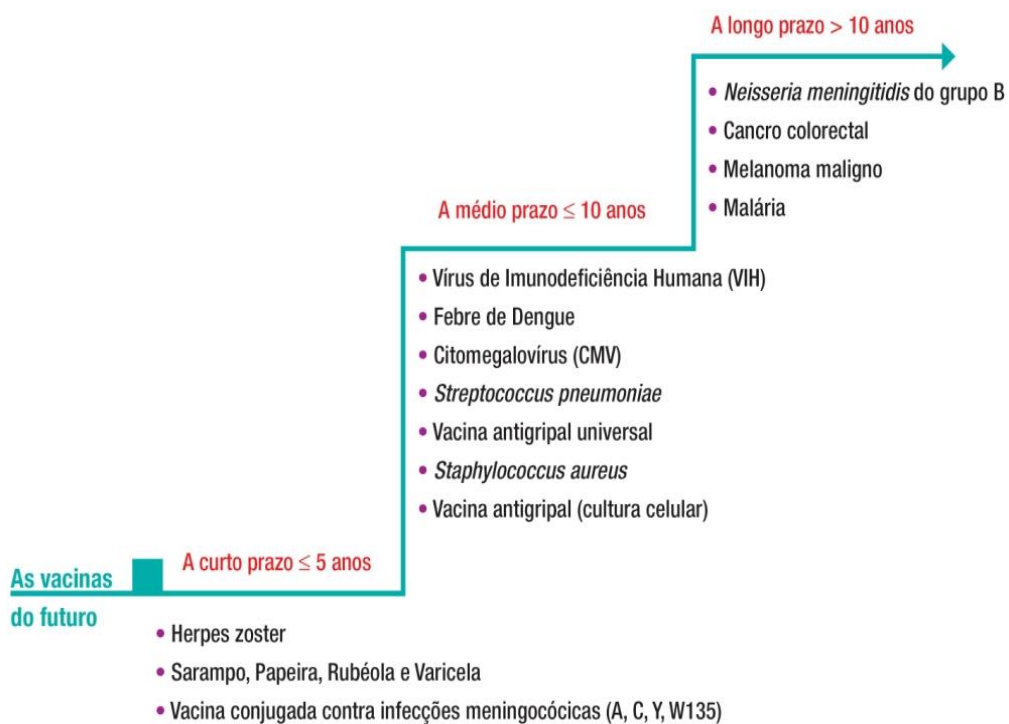 As vacinas
do futuro
A curto prazo ≤ 5 anos
• Herpes zoster
• Sarampo, Papeira, Rubéola e Varicela
• Vacina conjugada contra infecções meningocócicas (A, C, Y, W135)
A médio prazo ≤ 10 anos
• Vírus de Imunodeficiência Humana (VIH)
• Febre de Dengue
• Citomegalovírus (CMV)
• Streptococcus pneumoniae
• Vacina antigripal universal
• Staphylococcus aureus
• Vacina antigripal (cultura celular)
A longo prazo > 10 anos
• Neisseria meningitidis do grupo B
• Cancro colorectal
• Melanoma maligno
• Malária